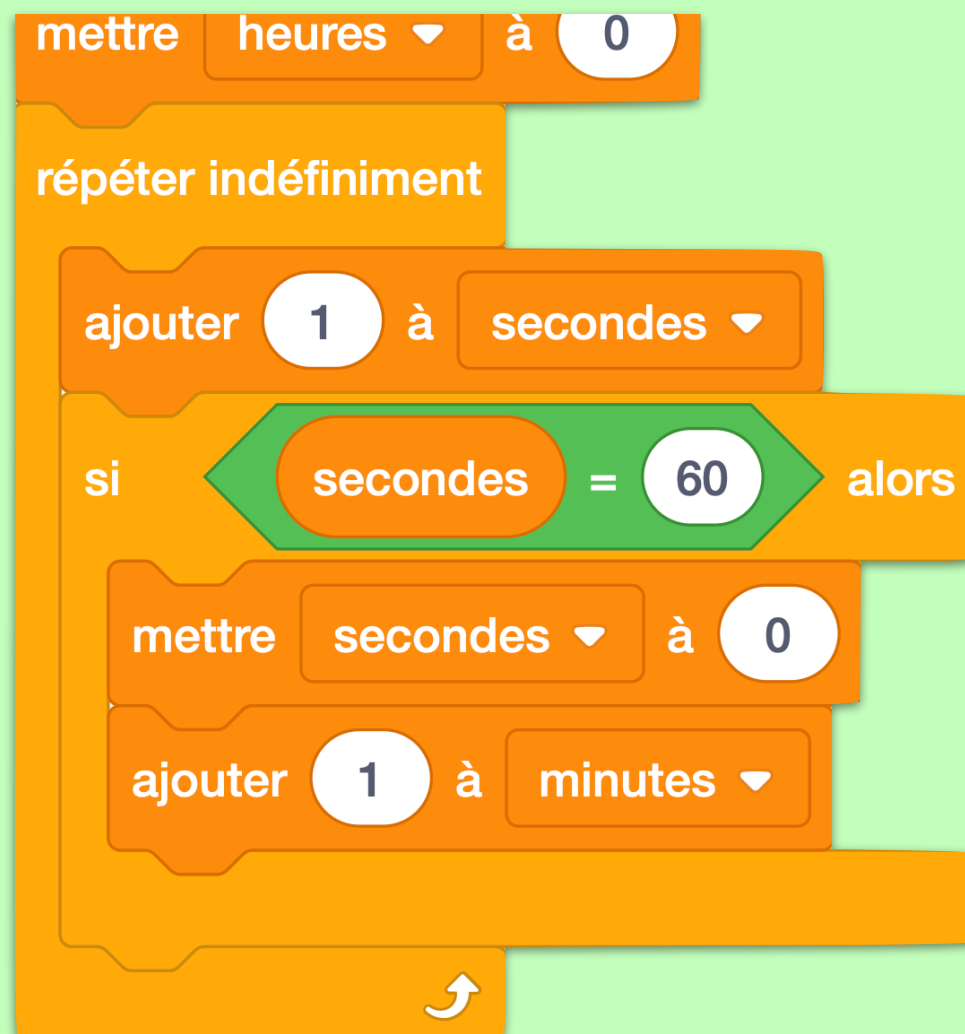 mettre heures à 0
répéter indéfiniment
ajouter 1 à secondes
si secondes = 60 alors
mettre secondes à 0
ajouter 1 à minutes